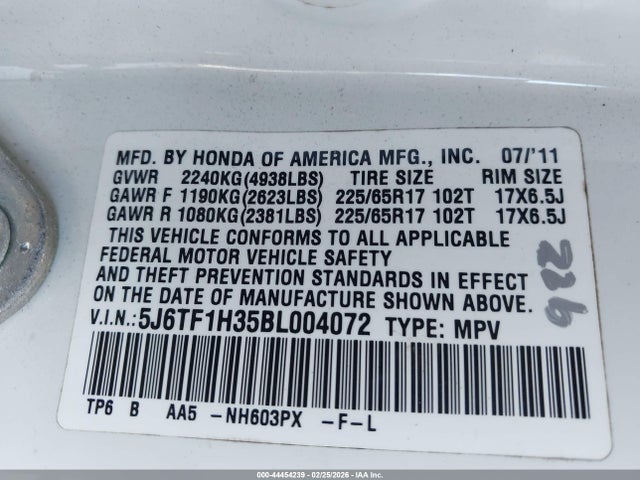 MFD. BY HONDA OF AMERICA MFG., INC. 07/'11
GVWR 2240KG(4938LBS) TIRE SIZE RIM SIZE
GAWR F 1190KG(2623LBS) 225/65R17 102T 17X6.5J
GAWR R 1080KG(2381LBS) 225/65R17 102T 17X6.5J
THIS VEHICLE CONFORMS TO ALL APPLICABLE
FEDERAL MOTOR VEHICLE SAFETY
AND THEFT PREVENTION STANDARDS IN EFFECT
ON THE DATE OF MANUFACTURE SHOWN ABOVE.
V.I.N.:5J6TF1H35BL004072 TYPE: MPV
TP6 B AA5 -NH603PX -F-L
226
000-44454239 - 02/25/2026 - IAA Inc.